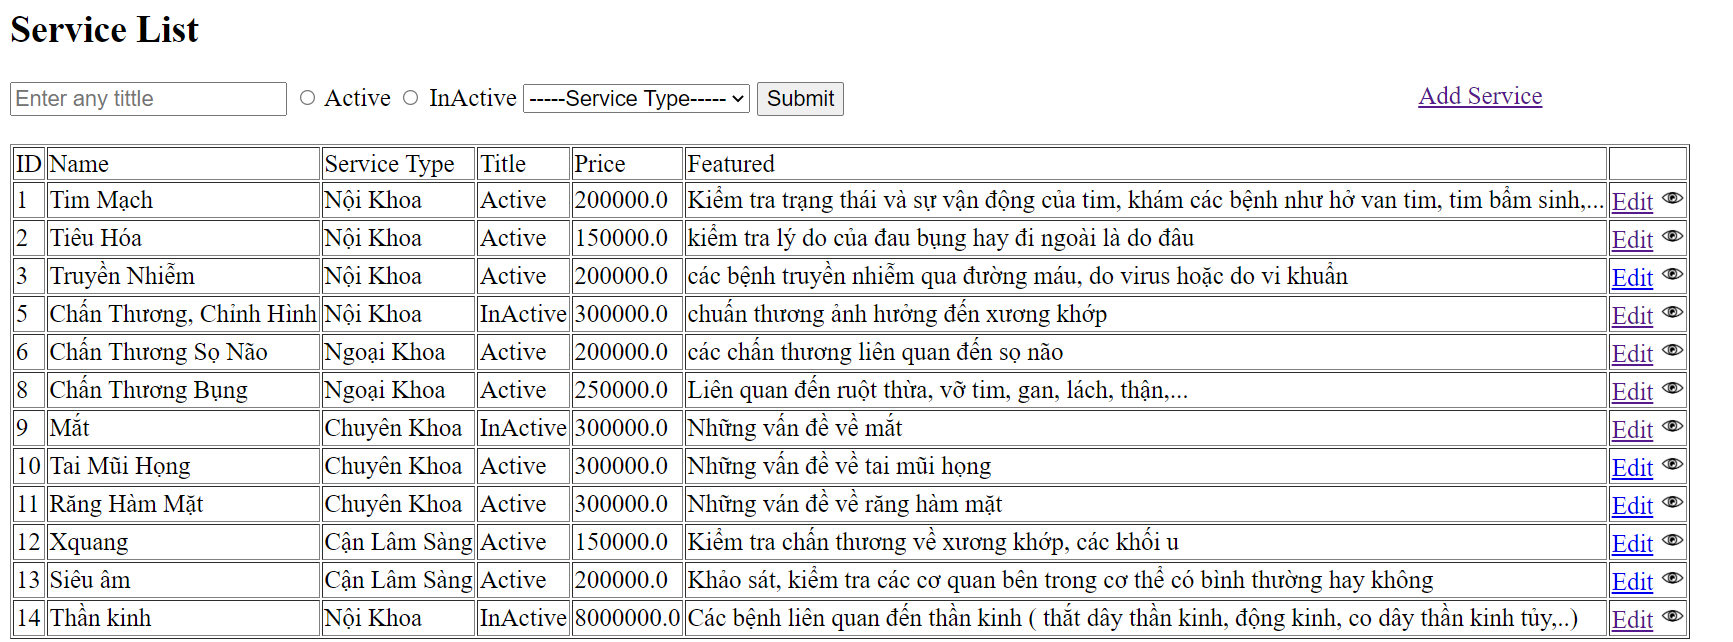 Service List
Enter any tittle Active InActive -----Service Type----- Submit Add Service
ID Name Service Type Title Price Featured
1 Tim Mạch Nội Khoa Active 200000.0 Kiểm tra trạng thái và sự vận động của tim, khám các bệnh như hở van tim, tim bẩm sinh,... Edit
2 Tiêu Hóa Nội Khoa Active 150000.0 kiểm tra lý do của đau bụng hay đi ngoài là do đâu Edit
3 Truyền Nhiễm Nội Khoa Active 200000.0 các bệnh truyền nhiễm qua đường máu, do virus hoặc do vi khuẩn Edit
5 Chấn Thương, Chỉnh Hình Nội Khoa InActive 300000.0 chuấn thương ảnh hưởng đến xương khớp Edit
6 Chấn Thương Sọ Não Ngoại Khoa Active 200000.0 các chấn thương liên quan đến sọ não Edit
8 Chấn Thương Bụng Ngoại Khoa Active 250000.0 Liên quan đến ruột thừa, vỡ tim, gan, lách, thận,... Edit
9 Mắt Chuyên Khoa InActive 300000.0 Những vấn đề về mắt Edit
10 Tai Mũi Họng Chuyên Khoa Active 300000.0 Những vấn đề về tai mũi họng Edit
11 Răng Hàm Mặt Chuyên Khoa Active 300000.0 Những ván đề về răng hàm mặt Edit
12 Xquang Cận Lâm Sàng Active 150000.0 Kiểm tra chấn thương về xương khớp, các khối u Edit
13 Siêu âm Cận Lâm Sàng Active 200000.0 Khảo sát, kiểm tra các cơ quan bên trong cơ thể có bình thường hay không Edit
14 Thần kinh Nội Khoa InActive 8000000.0 Các bệnh liên quan đến thần kinh ( thắt dây thần kinh, động kinh, co dây thần kinh tủy,..) Edit